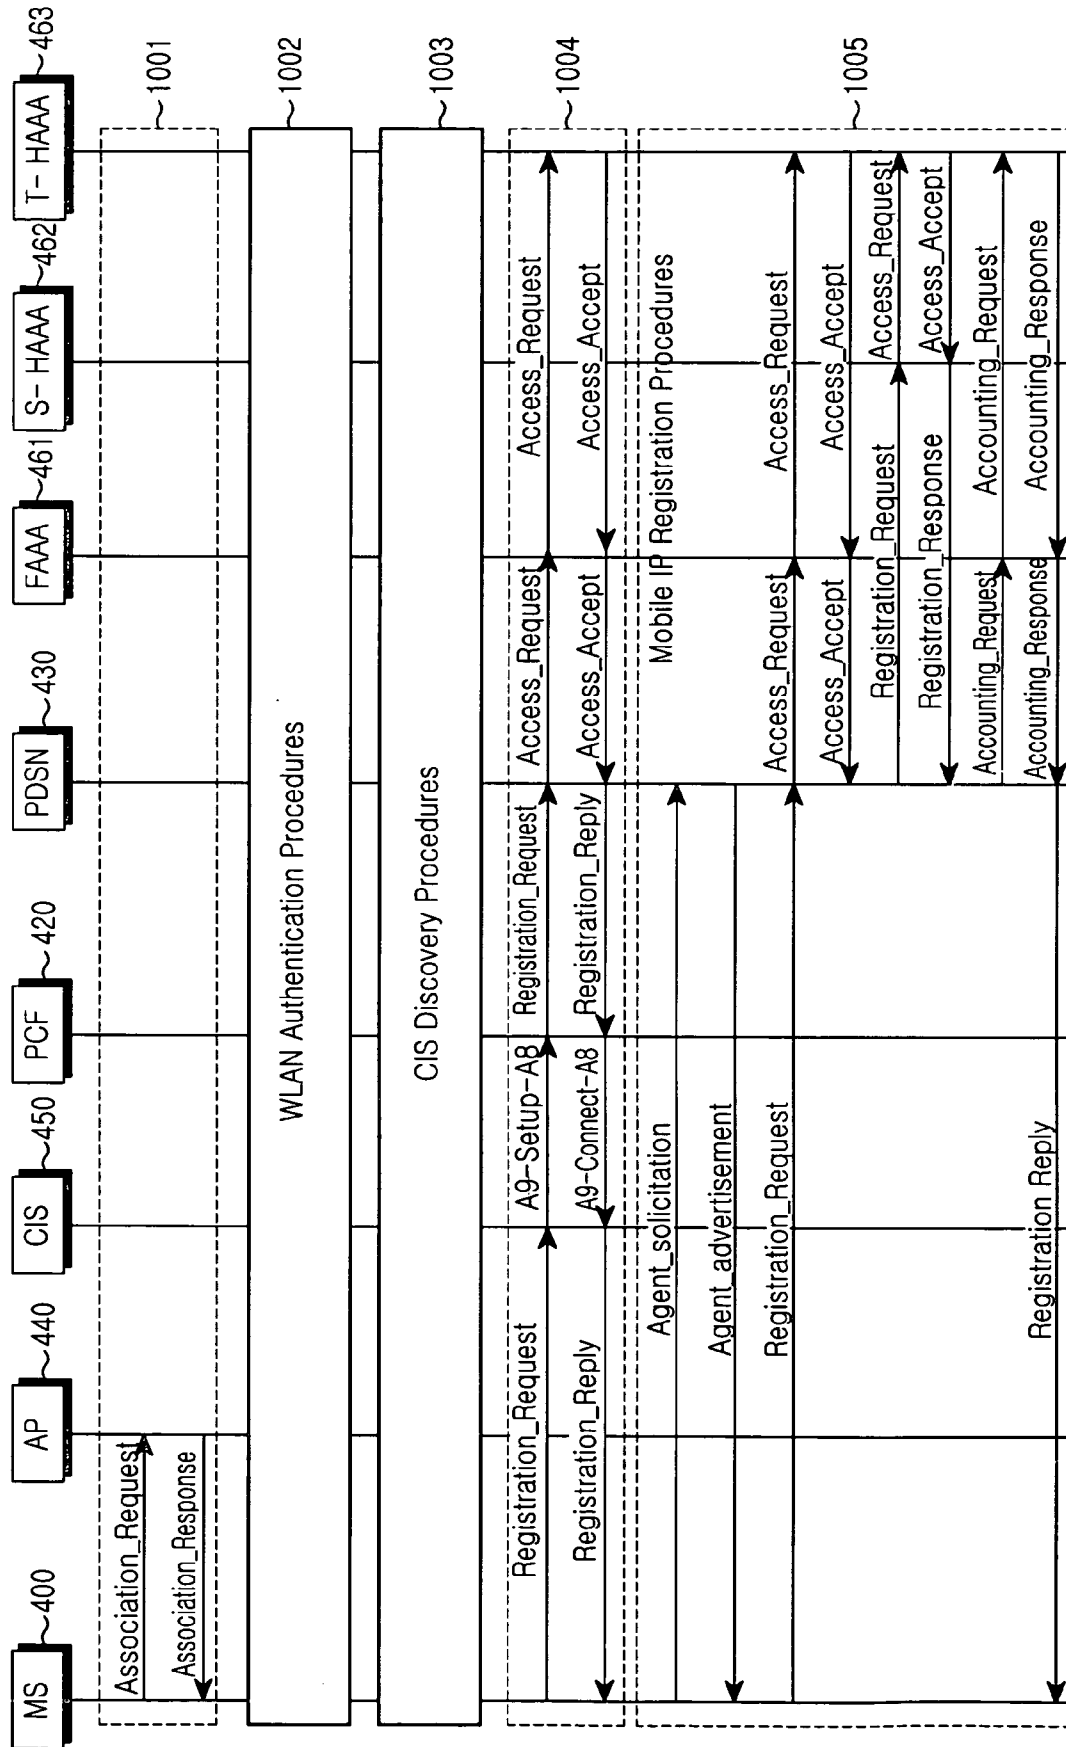 MS
400
AP
440
CIS
450
PCF
420
PDSN
430
FAAA
461
S-HAAA
462
T-HAAA
463
1001
Association_Request
Association_Response
1002
WLAN Authentication Procedures
1003
CIS Discovery Procedures
1004
Registration_Request
A9-Setup-A8
Registration_Request
Access_Request
Access_Request
Registration_Reply
A9-Connect-A8
Registration_Reply
Access_Accept
Access_Accept
1005
Mobile IP Registration Procedures
Agent_solicitation
Agent_advertisement
Registration_Request
Access_Request
Access_Request
Access_Accept
Access_Accept
Registration_Request
Access_Request
Registration_Response
Access_Accept
Accounting_Request
Accounting_Request
Registration Reply
Accounting_Response
Accounting_Response